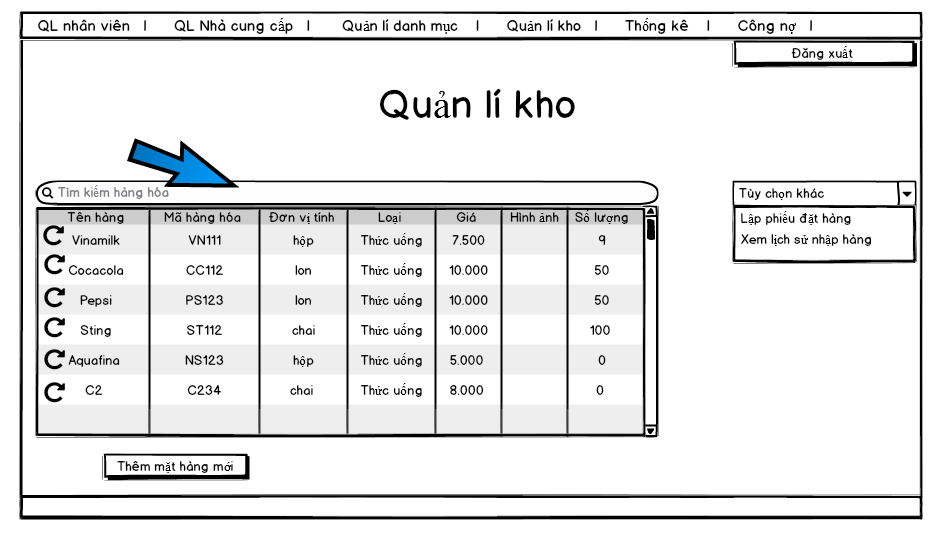 QL nhân viên | QL Nhà cung cấp | Quản lí danh mục | Quản lí kho | Thống kê | Công nợ |
Đăng xuất
Quản lí kho
Tìm kiếm hàng hóa
Tùy chọn khác
Lập phiếu đặt hàng
Xem lịch sử nhập hàng
Tên hàng Mã hàng hóa Đơn vị tính Loại Giá Hình ảnh Số lượng
Vinamilk VN111 hộp Thức uống 7.500 9
Cocacola CC112 lon Thức uống 10.000 50
Pepsi PS123 lon Thức uống 10.000 50
Sting ST112 chai Thức uống 10.000 100
Aquafina NS123 hộp Thức uống 5.000 0
C2 C234 chai Thức uống 8.000 0
Thêm mặt hàng mới